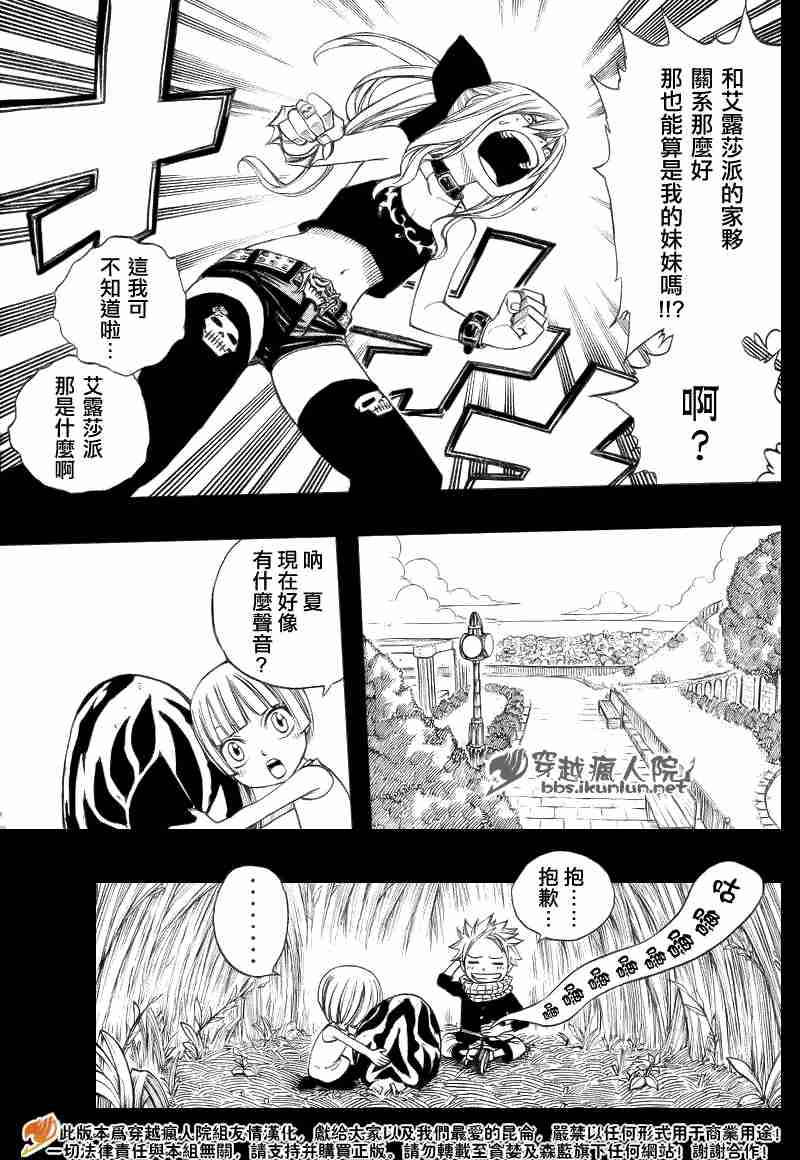 和艾露莎派的家夥
關系那麼好
那也能算是我的妹妹嗎!!?
啊？
這我可
不知道啦…
艾露莎派
那是什麼啊
吶　夏
現在好像
有什麼聲音？
穿越瘋人院
bbs.ikunlun.net
抱……
抱歉…
咕嚕嚕嚕嚕嚕嚕
………
此版本爲穿越瘋人院組友情漢化，獻給大家以及我們最愛的昆侖，嚴禁以任何形式用于商業用途!
一切法律責任與本組無關，請支持并購買正版。請勿轉載至貪婪及森藍旗下任何網站!謝謝合作!